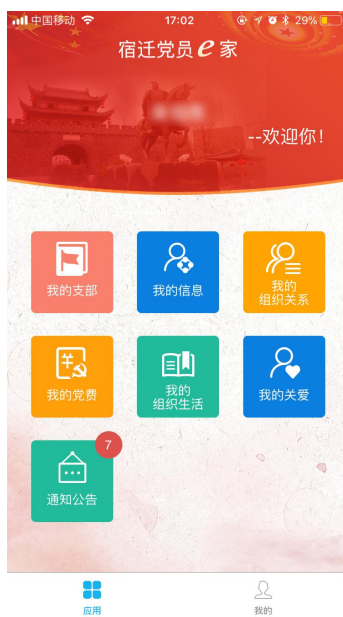 中国移动 17:02 29%
宿迁党员e家
--欢迎你!
我的支部 我的信息 我的
组织关系
我的党费 我的
组织生活 我的关爱
7
通知公告
应用 我的